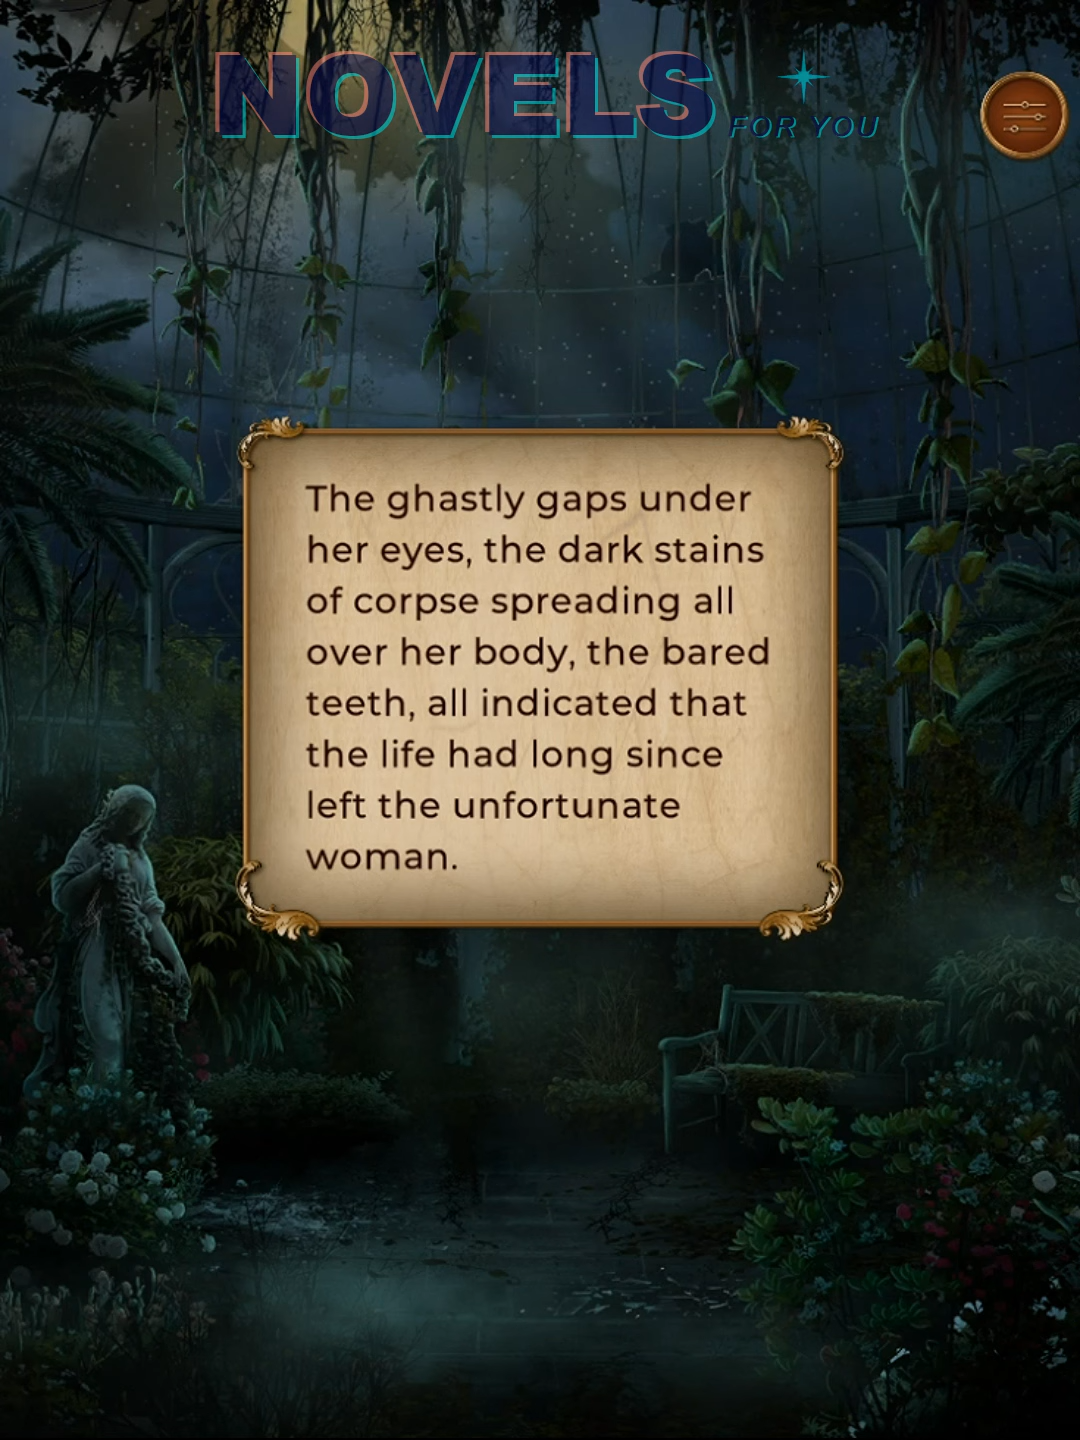 NOVELS
FOR YOU
The ghastly gaps under
her eyes, the dark stains
of corpse spreading all
over her body, the bared
teeth, all indicated that
the life had long since
left the unfortunate
woman.